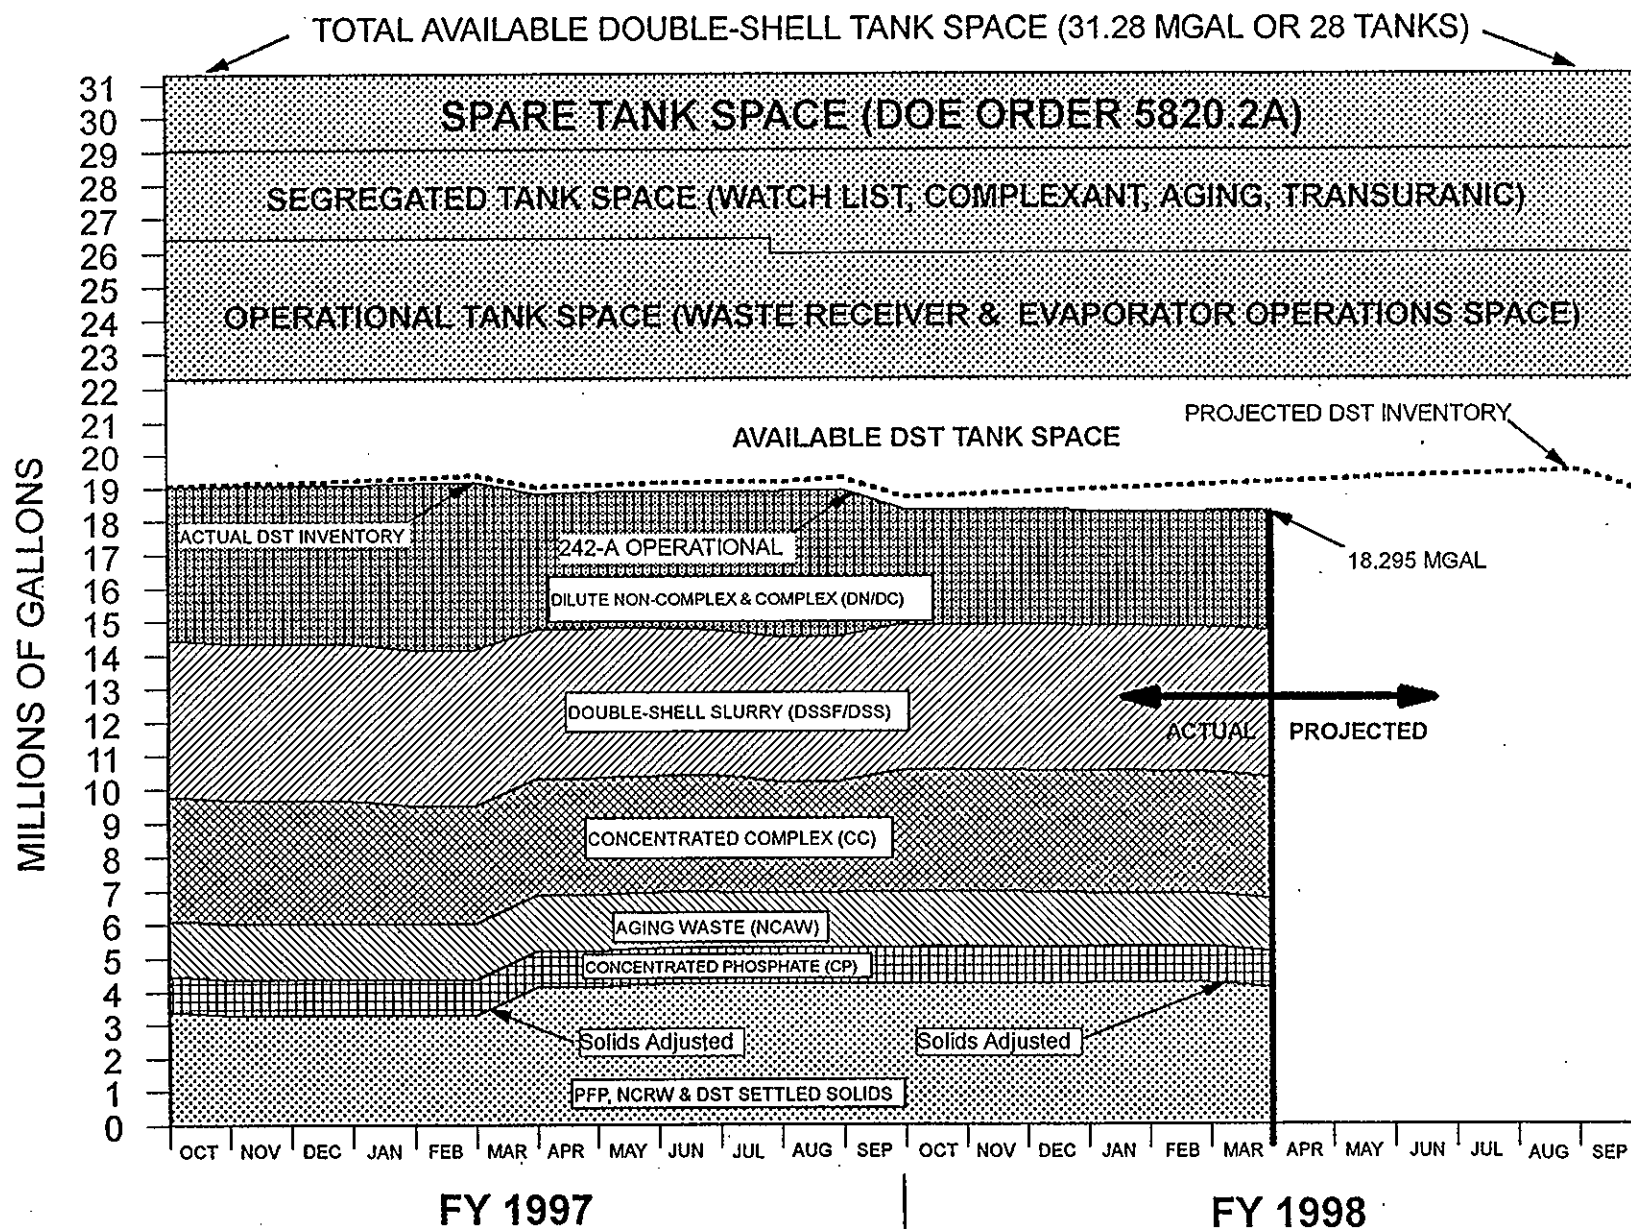 TOTAL AVAILABLE DOUBLE-SHELL TANK SPACE (31.28 MGAL OR 28 TANKS)
31
30
29
28
27
26
25
24
23
22
21
20
19
18
17
16
15
14
13
12
11
10
9
8
7
6
5
4
3
2
1
0
MILLIONS OF GALLONS
SPARE TANK SPACE (DOE ORDER 5820.2A)
SEGREGATED TANK SPACE (WATCH LIST, COMPLEXANT, AGING, TRANSURANIC)
OPERATIONAL TANK SPACE (WASTE RECEIVER & EVAPORATOR OPERATIONS SPACE)
PROJECTED DST INVENTORY
AVAILABLE DST TANK SPACE
ACTUAL DST INVENTORY
242-A OPERATIONAL
18.295 MGAL
DILUTE NON-COMPLEX & COMPLEX (DN/DC)
DOUBLE-SHELL SLURRY (DSSF/DSS)
ACTUAL PROJECTED
CONCENTRATED COMPLEX (CC)
AGING WASTE (NCAW)
CONCENTRATED PHOSPHATE (CP)
Solids Adjusted Solids Adjusted
PFP, NCRW & DST SETTLED SOLIDS
OCT NOV DEC JAN FEB MAR APR MAY JUN JUL AUG SEP OCT NOV DEC JAN FEB MAR APR MAY JUN JUL AUG SEP
FY 1997 FY 1998